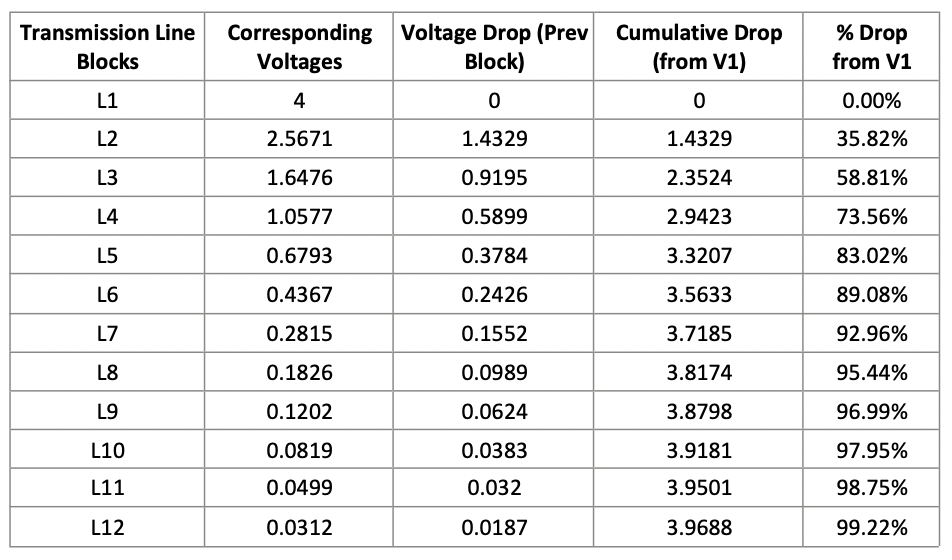 Transmission Line Blocks | Corresponding Voltages | Voltage Drop (Prev Block) | Cumulative Drop (from V1) | % Drop from V1
L1 | 4 | 0 | 0 | 0.00%
L2 | 2.5671 | 1.4329 | 1.4329 | 35.82%
L3 | 1.6476 | 0.9195 | 2.3524 | 58.81%
L4 | 1.0577 | 0.5899 | 2.9423 | 73.56%
L5 | 0.6793 | 0.3784 | 3.3207 | 83.02%
L6 | 0.4367 | 0.2426 | 3.5633 | 89.08%
L7 | 0.2815 | 0.1552 | 3.7185 | 92.96%
L8 | 0.1826 | 0.0989 | 3.8174 | 95.44%
L9 | 0.1202 | 0.0624 | 3.8798 | 96.99%
L10 | 0.0819 | 0.0383 | 3.9181 | 97.95%
L11 | 0.0499 | 0.032 | 3.9501 | 98.75%
L12 | 0.0312 | 0.0187 | 3.9688 | 99.22%